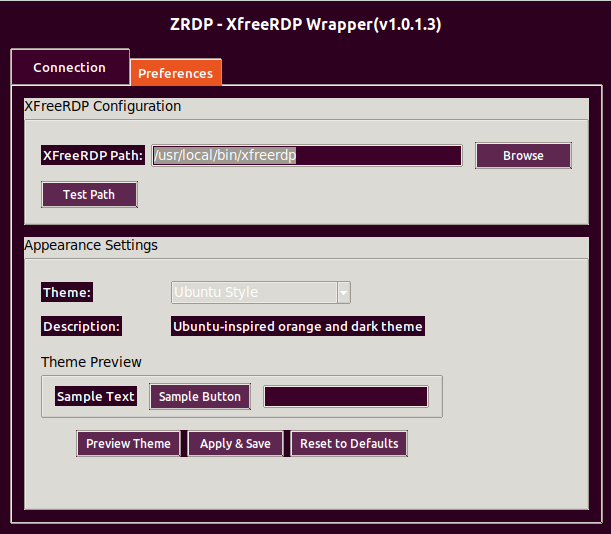 ZRDP - XfreeRDP Wrapper(v1.0.1.3)
Connection
Preferences
XFreeRDP Configuration
XFreeRDP Path: /usr/local/bin/xfreerdp Browse
Test Path
Appearance Settings
Theme: Ubuntu Style
Description: Ubuntu-inspired orange and dark theme
Theme Preview
Sample Text Sample Button
Preview Theme Apply & Save Reset to Defaults